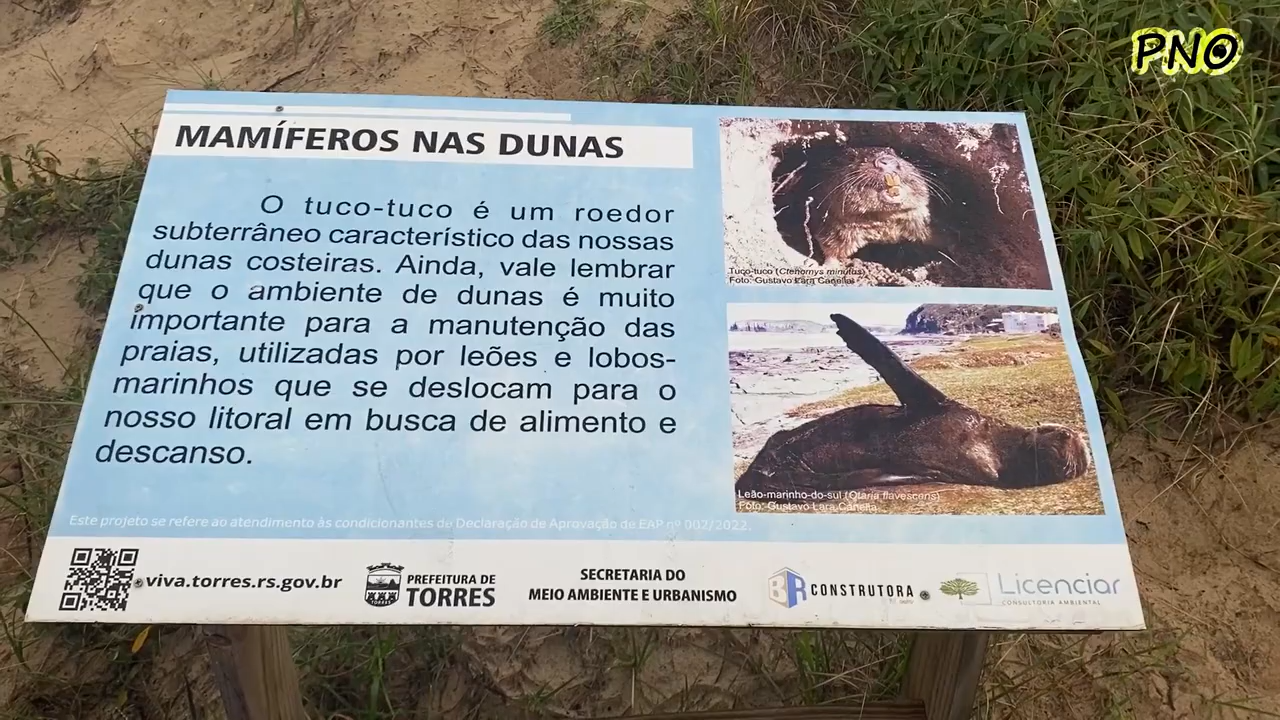 PNO
MAMÍFEROS NAS DUNAS
O tuco-tuco é um roedor
subterrâneo característico das nossas
dunas costeiras. Ainda, vale lembrar
que o ambiente de dunas é muito
importante para a manutenção das
praias, utilizadas por leões e lobos-
marinhos que se deslocam para o
nosso litoral em busca de alimento e
descanso.
Tuco-tuco (Ctenomys minutus)
Foto: Gustavo Lara Canella
Leão-marinho-do-sul (Otaria flavescens)
Foto: Gustavo Lara Canella
Este projeto se refere ao atendimento às condicionantes de Declaração de Aprovação de EAP nº 002/2022.
viva.torres.rs.gov.br
PREFEITURA DE
TORRES
SECRETARIA DO
MEIO AMBIENTE E URBANISMO
BR CONSTRUTORA
Licenciar
CONSULTORIA AMBIENTAL